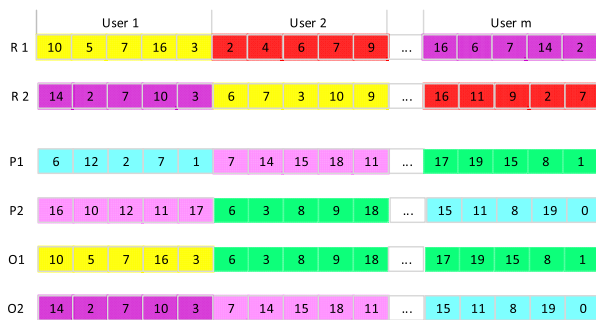 User 1 User 2 User m
R 1 10 5 7 16 3 2 4 6 7 9 ... 16 6 7 14 2
R 2 14 2 7 10 3 6 7 3 10 9 ... 16 11 9 2 7
P1 6 12 2 7 1 7 14 15 18 11 ... 17 19 15 8 1
P2 16 10 12 11 17 6 3 8 9 18 ... 15 11 8 19 0
O1 10 5 7 16 3 6 3 8 9 18 ... 17 19 15 8 1
O2 14 2 7 10 3 7 14 15 18 11 ... 15 11 8 19 0